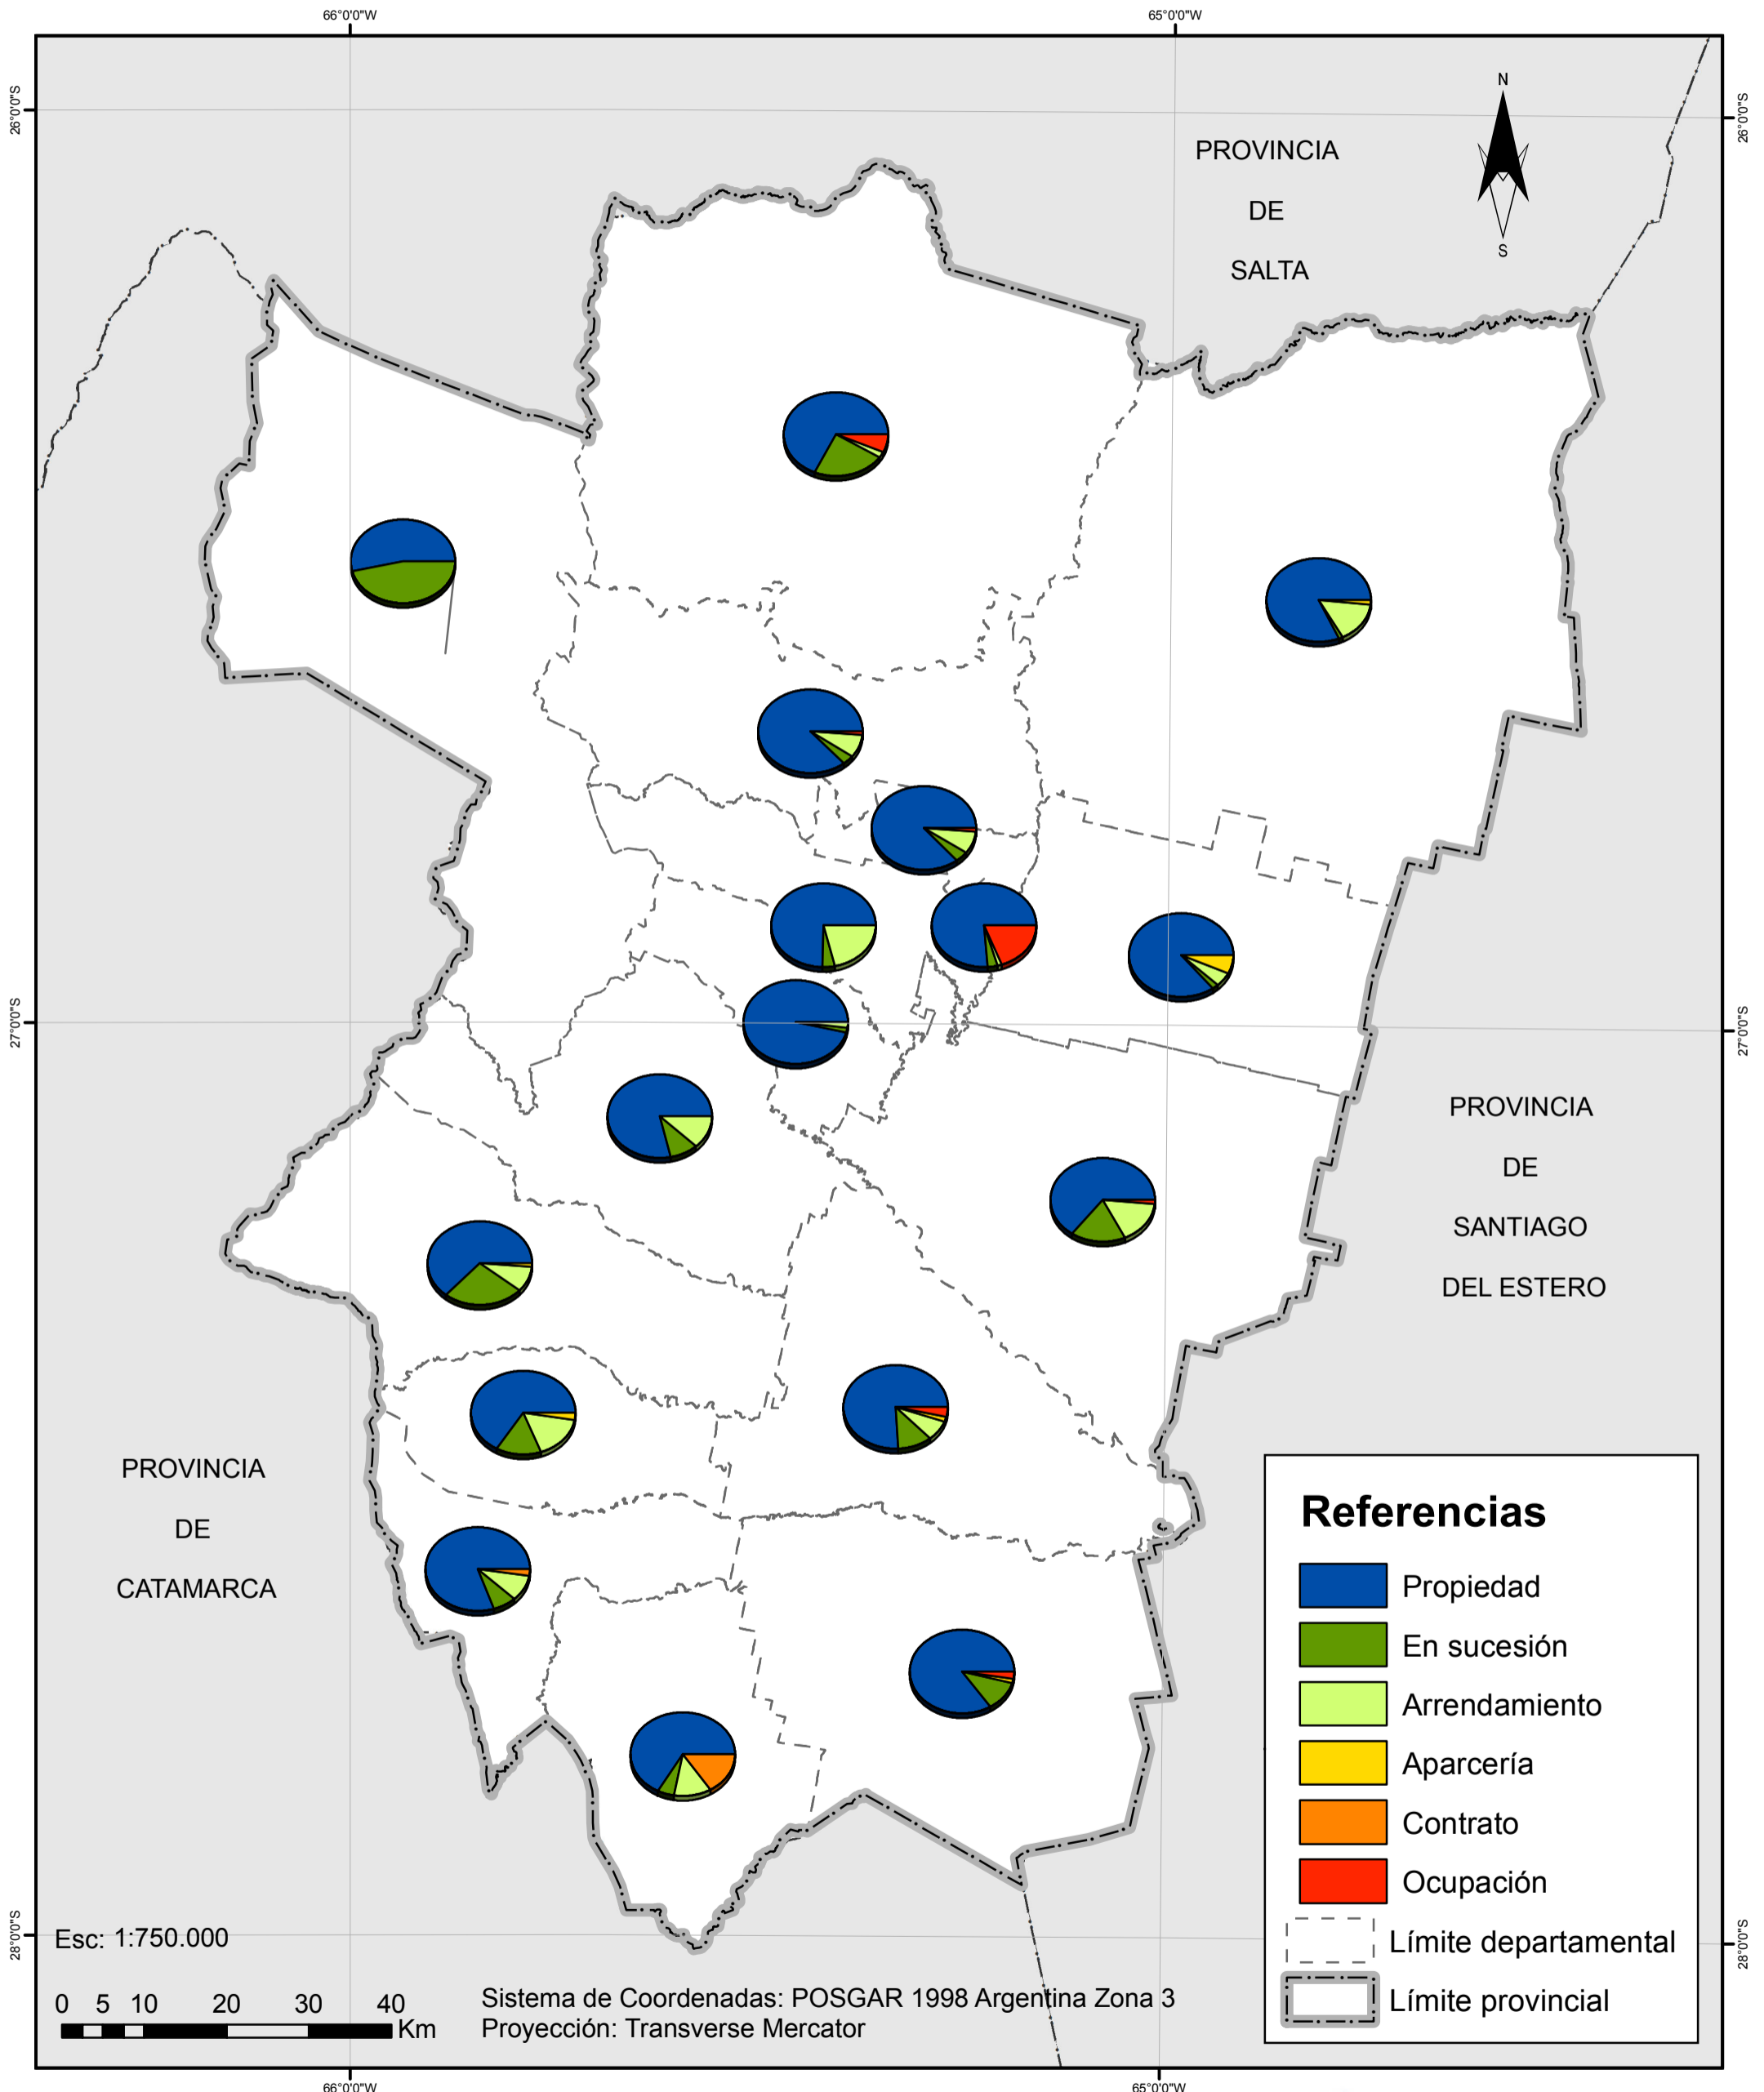 66°0'0"W
65°0'0"W
26°0'0"S
26°0'0"S
N
S
PROVINCIA
DE
SALTA
27°0'0"S
27°0'0"S
PROVINCIA
DE
SANTIAGO
DEL ESTERO
PROVINCIA
DE
CATAMARCA
Referencias
Propiedad
En sucesión
Arrendamiento
Aparcería
Contrato
Ocupación
Límite departamental
Límite provincial
28°0'0"S
28°0'0"S
Esc: 1:750.000
0 5 10 20 30 40
Km
Sistema de Coordenadas: POSGAR 1998 Argentina Zona 3
Proyección: Transverse Mercator
66°0'0"W
65°0'0"W